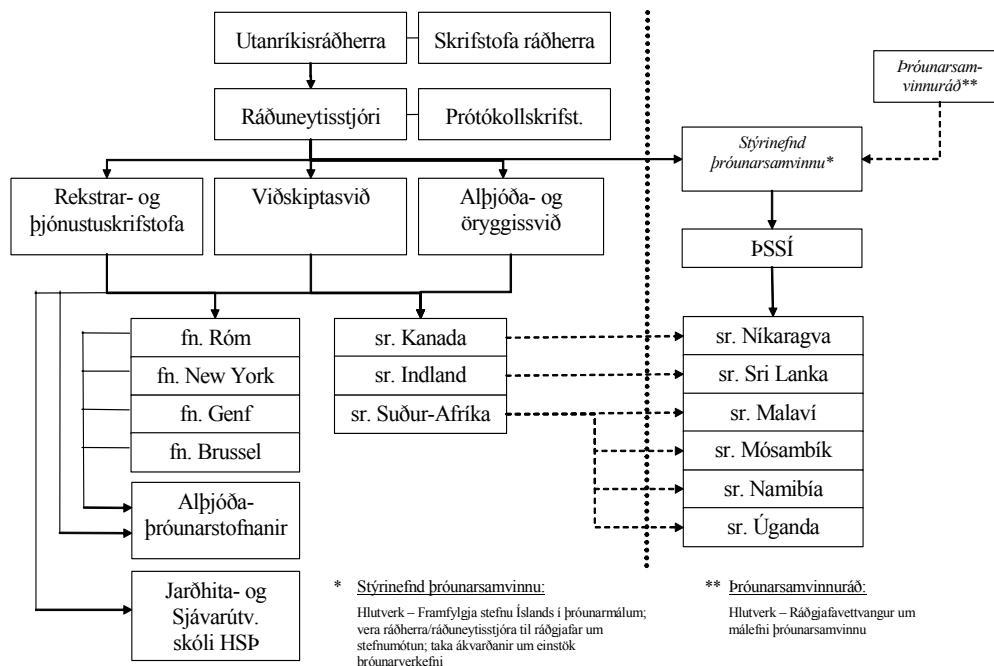 Utanríkisráðherra
Skrifstofa ráðherra
Þróunarsam-
vinnuráð**
Ráðuneytisstjóri
Prótókollskrifst.
Stýrinefnd
þróunarsamvinnu*
Rekstrar- og
þjónustuskrifstofa
Viðskiptasvið
Alþjóða- og
öryggissvið
ÞSSÍ
fn. Róm
fn. New York
fn. Genf
fn. Brussel
sr. Kanada
sr. Indland
sr. Suður-Afríka
sr. Níkaragva
sr. Sri Lanka
sr. Malaví
sr. Mósambík
sr. Namibía
sr. Úganda
Alþjóða-
þróunarstofnanir
Jarðhita- og
Sjávarútv.
skóli HSÞ
* Stýrinefnd þróunarsamvinnu:
Hlutverk – Framfylgja stefnu Íslands í þróunarmálum;
vera ráðherra/ráðuneytisstjóra til ráðgjafar um
stefnumótun; taka ákvarðanir um einstök
þróunarverkefni
** Þróunarsamvinnuráð:
Hlutverk – Ráðgjafavettvangur um
málefni þróunarsamvinnu